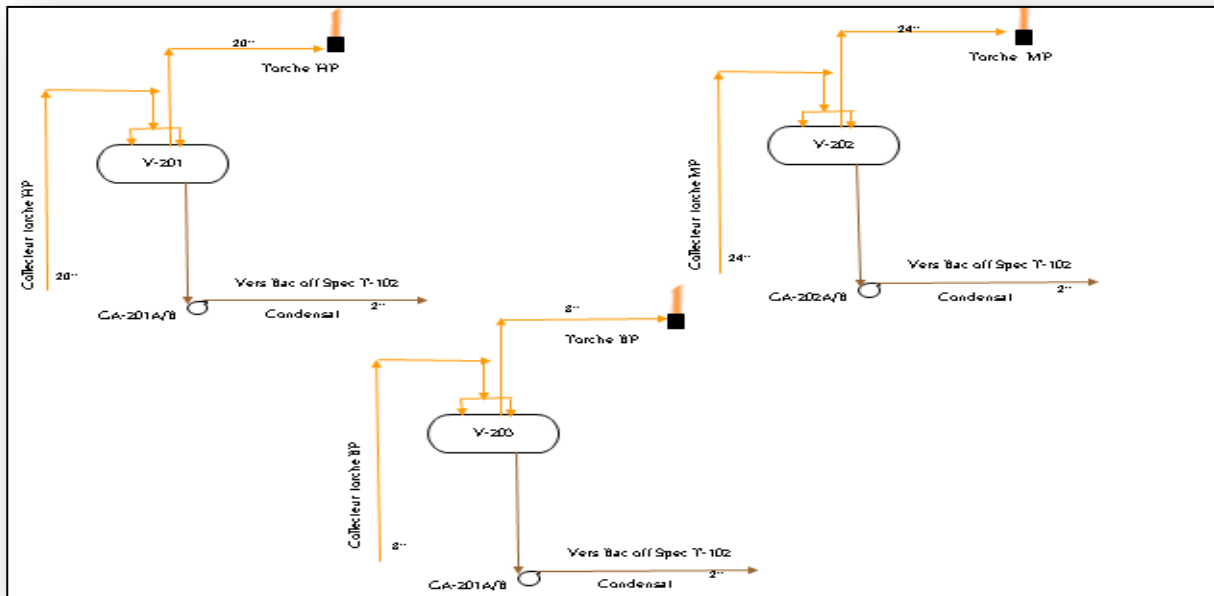 20''
Torche HP
V-201
Collecteur torche HP
20''
Vers Bac off Spec T-102
2''
GA-201A/B
Condensat
24''
Torche MP
V-202
Collecteur torche MP
24''
Vers Bac off Spec T-102
2''
GA-202A/B
Condensat
8''
Torche BP
V-203
Collecteur torche BP
8''
Vers Bac off Spec T-102
2''
GA-201A/B
Condensat